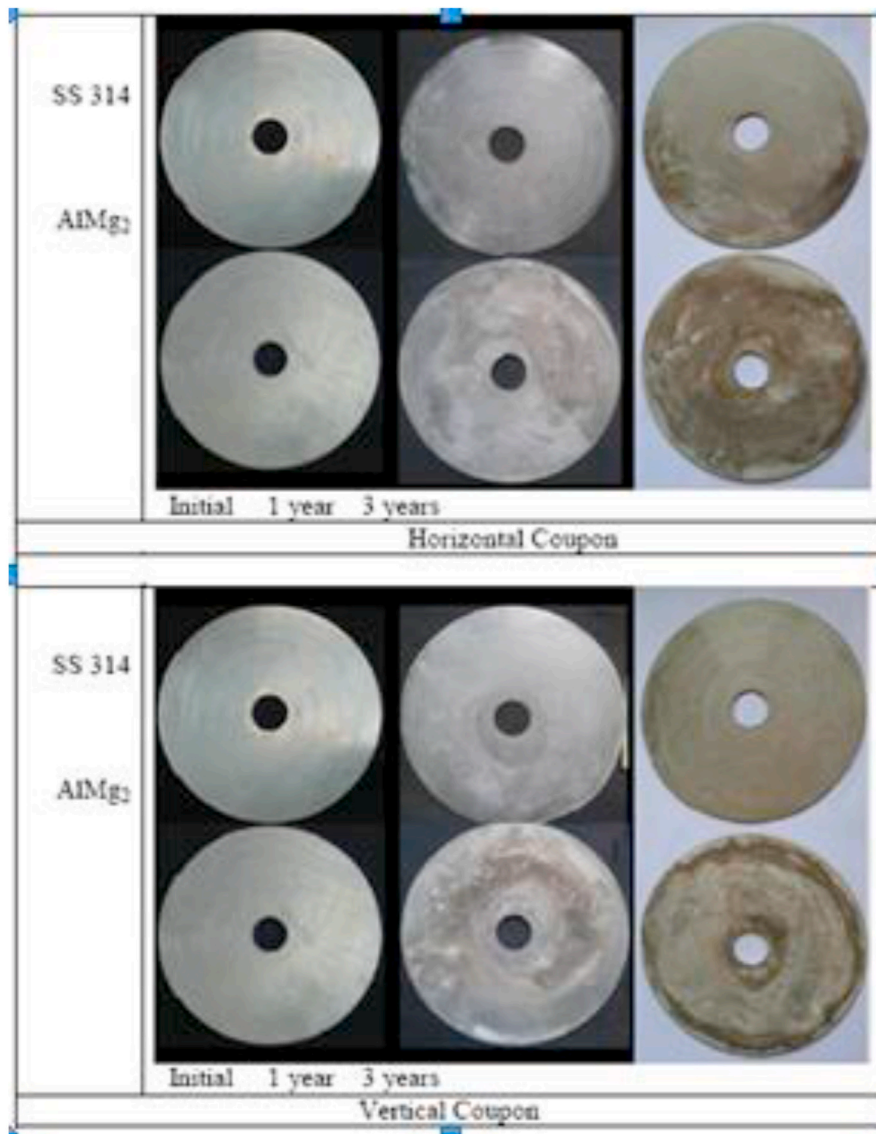 SS 314
AlMg2
Initial 1 year 3 years
Horizontal Coupon
SS 314
AlMg2
Initial 1 year 3 years
Vertical Coupon